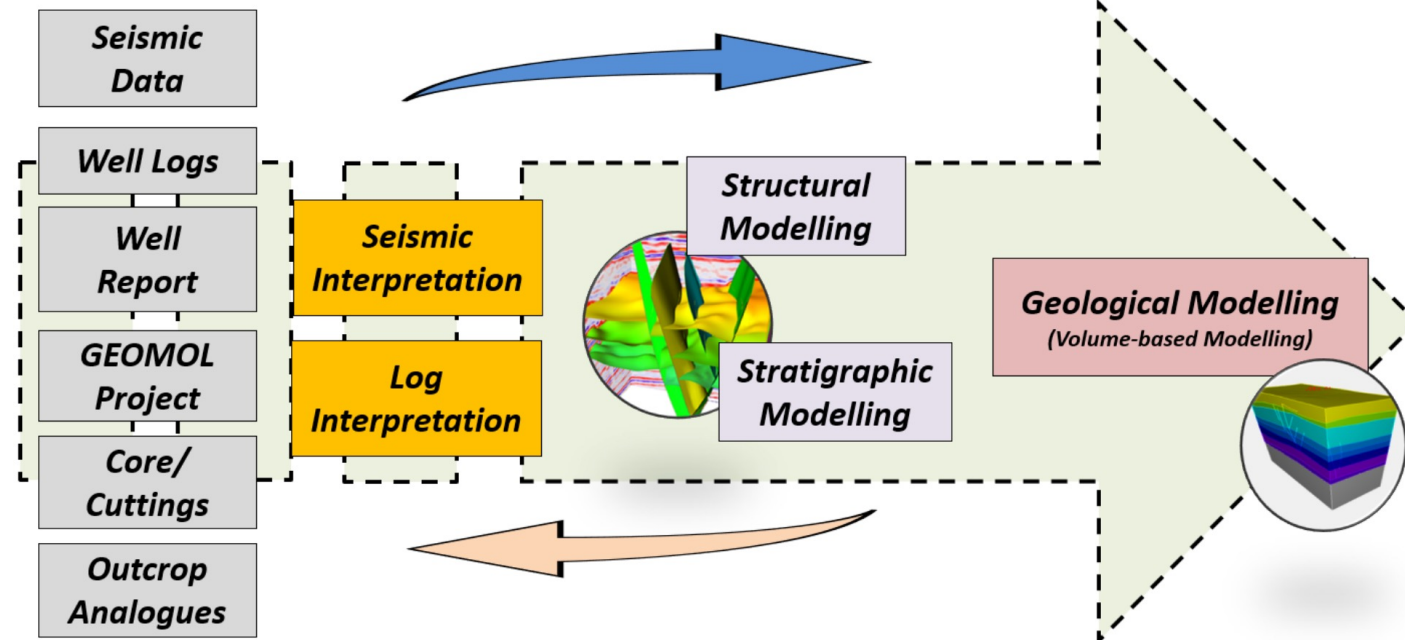 Seismic
Data
Well Logs
Well
Report
GEOMOL
Project
Core/
Cuttings
Outcrop
Analogues
Seismic
Interpretation
Log
Interpretation
Structural
Modelling
Stratigraphic
Modelling
Geological Modelling
(Volume-based Modelling)